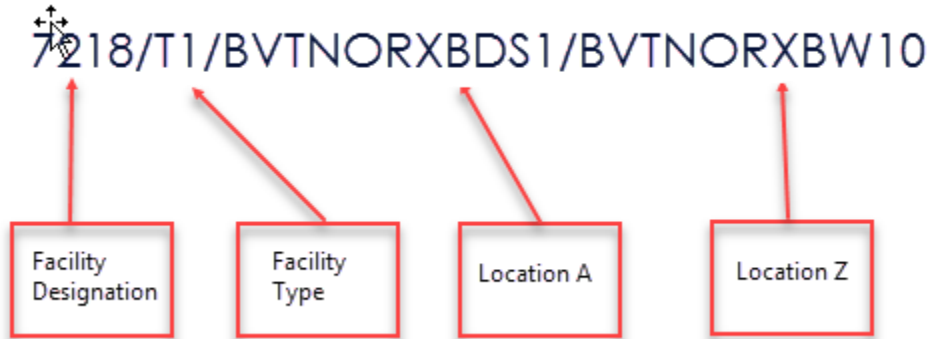 7218/T1/BVTNORXBDS1/BVTNORXBW10
Facility
Designation
Facility
Type
Location A
Location Z